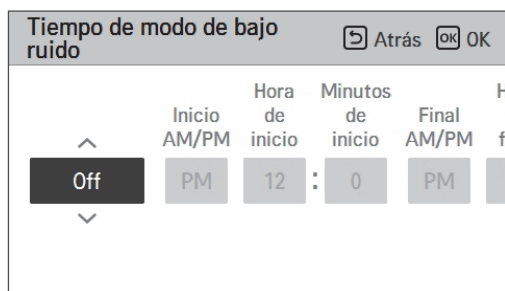 Tiempo de modo de bajo
ruido
Atrás OK OK
Inicio
AM/PM
Hora
de
inicio
Minutos
de
inicio
Final
AM/PM
Off
PM
12
:
0
PM